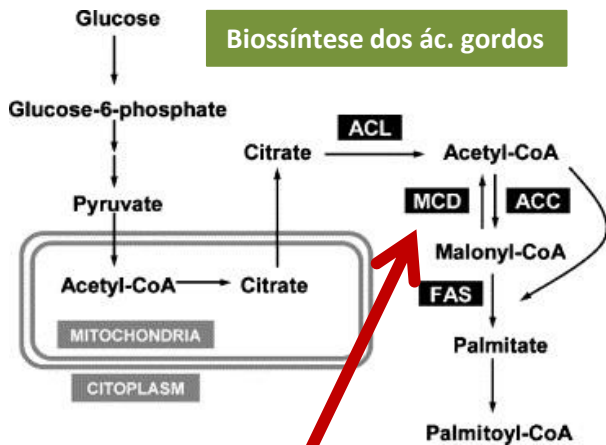 Glucose
Biossíntese dos ác. gordos
Glucose-6-phosphate
ACL
Citrate
Acetyl-CoA
Pyruvate
MCD
ACC
Malonyl-CoA
Acetyl-CoA
Citrate
FAS
MITOCHONDRIA
Palmitate
CITOPLASM
Palmitoyl-CoA